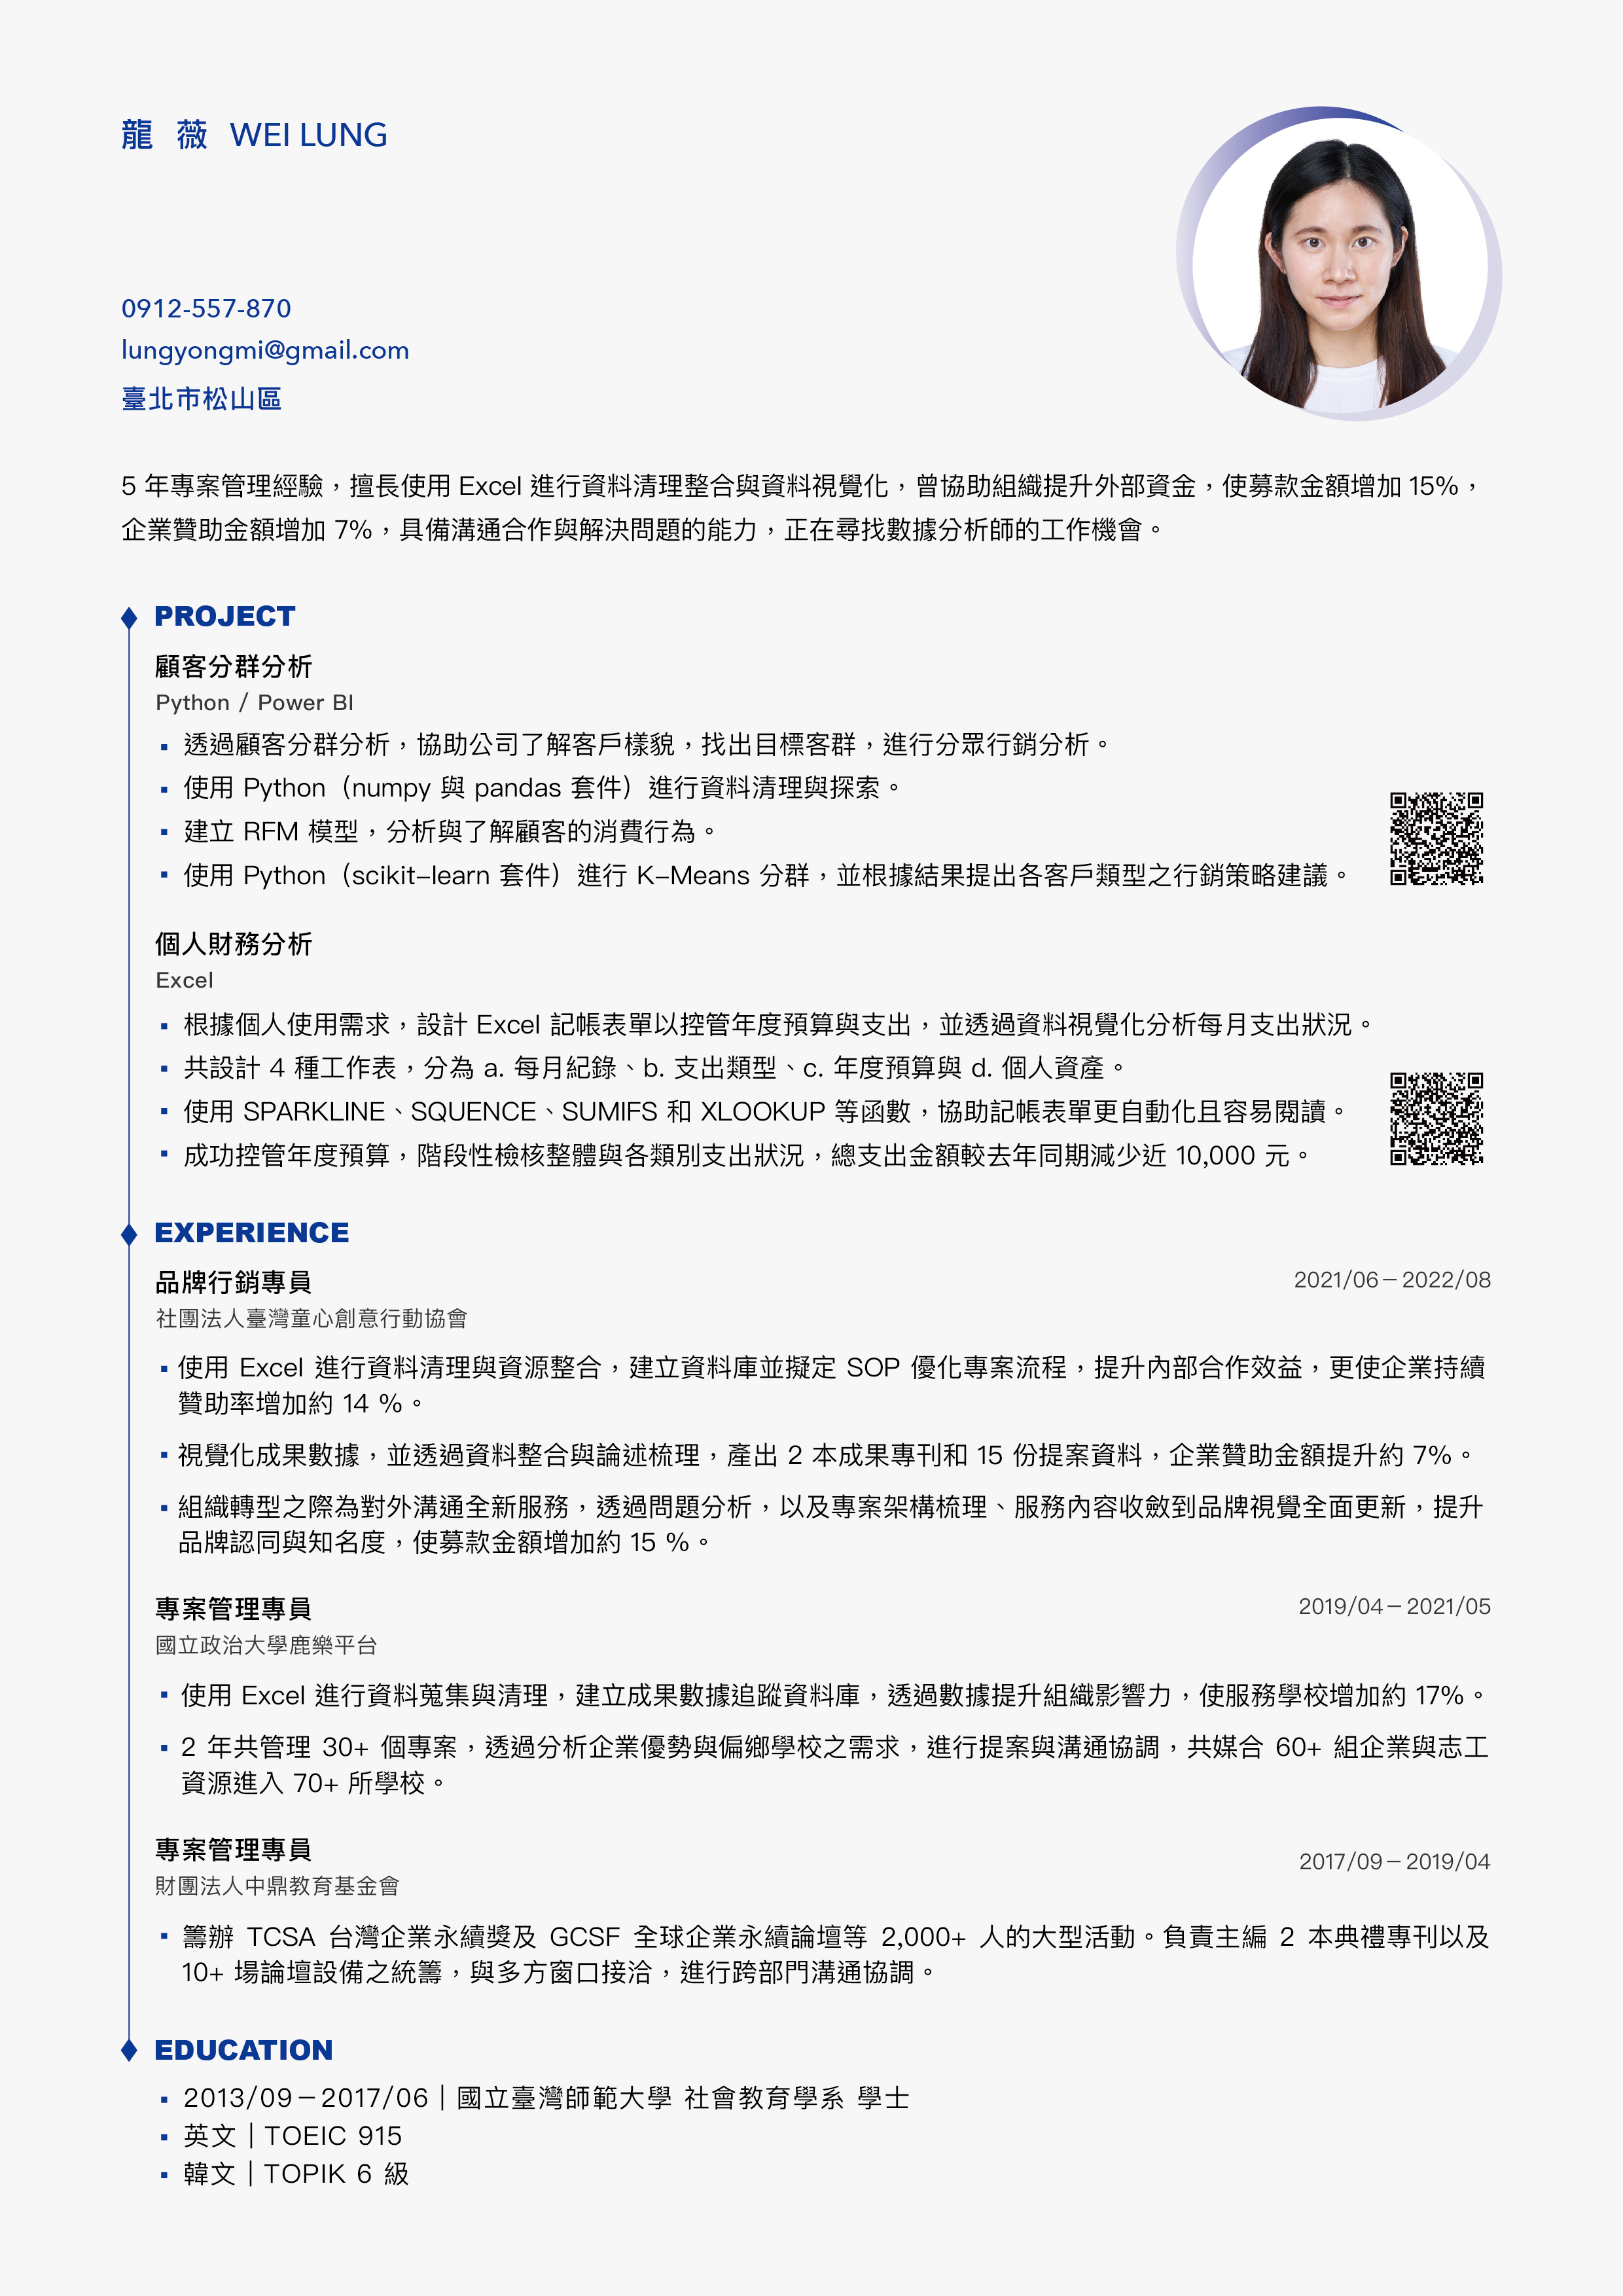 龍 薇 WEI LUNG
0912-557-870
lungyongmi@gmail.com
臺北市松山區
5 年專案管理經驗，擅長使用 Excel 進行資料清理整合與資料視覺化，曾協助組織提升外部資金，使募款金額增加 15%，
企業贊助金額增加 7%，具備溝通合作與解決問題的能力，正在尋找數據分析師的工作機會。
PROJECT
顧客分群分析
Python / Power BI
▪ 透過顧客分群分析，協助公司了解客戶樣貌，找出目標客群，進行分眾行銷分析。
▪ 使用 Python（numpy 與 pandas 套件）進行資料清理與探索。
▪ 建立 RFM 模型，分析與了解顧客的消費行為。
▪ 使用 Python（scikit-learn 套件）進行 K-Means 分群，並根據結果提出各客戶類型之行銷策略建議。
個人財務分析
Excel
▪ 根據個人使用需求，設計 Excel 記帳表單以控管年度預算與支出，並透過資料視覺化分析每月支出狀況。
▪ 共設計 4 種工作表，分為 a. 每月紀錄、b. 支出類型、c. 年度預算與 d. 個人資產。
▪ 使用 SPARKLINE、SQUENCE、SUMIFS 和 XLOOKUP 等函數，協助記帳表單更自動化且容易閱讀。
▪ 成功控管年度預算，階段性檢核整體與各類別支出狀況，總支出金額較去年同期減少近 10,000 元。
EXPERIENCE
品牌行銷專員 2021/06－2022/08
社團法人臺灣童心創意行動協會
▪ 使用 Excel 進行資料清理與資源整合，建立資料庫並擬定 SOP 優化專案流程，提升內部合作效益，更使企業持續
贊助率增加約 14 %。
▪ 視覺化成果數據，並透過資料整合與論述梳理，產出 2 本成果專刊和 15 份提案資料，企業贊助金額提升約 7%。
▪ 組織轉型之際為對外溝通全新服務，透過問題分析，以及專案架構梳理、服務內容收斂到品牌視覺全面更新，提升
品牌認同與知名度，使募款金額增加約 15 %。
專案管理專員 2019/04－2021/05
國立政治大學鹿樂平台
▪ 使用 Excel 進行資料蒐集與清理，建立成果數據追蹤資料庫，透過數據提升組織影響力，使服務學校增加約 17%。
▪ 2 年共管理 30+ 個專案，透過分析企業優勢與偏鄉學校之需求，進行提案與溝通協調，共媒合 60+ 組企業與志工
資源進入 70+ 所學校。
專案管理專員 2017/09－2019/04
財團法人中鼎教育基金會
▪ 籌辦 TCSA 台灣企業永續獎及 GCSF 全球企業永續論壇等 2,000+ 人的大型活動。負責主編 2 本典禮專刊以及
10+ 場論壇設備之統籌，與多方窗口接洽，進行跨部門溝通協調。
EDUCATION
▪ 2013/09－2017/06｜國立臺灣師範大學 社會教育學系 學士
▪ 英文｜TOEIC 915
▪ 韓文｜TOPIK 6 級